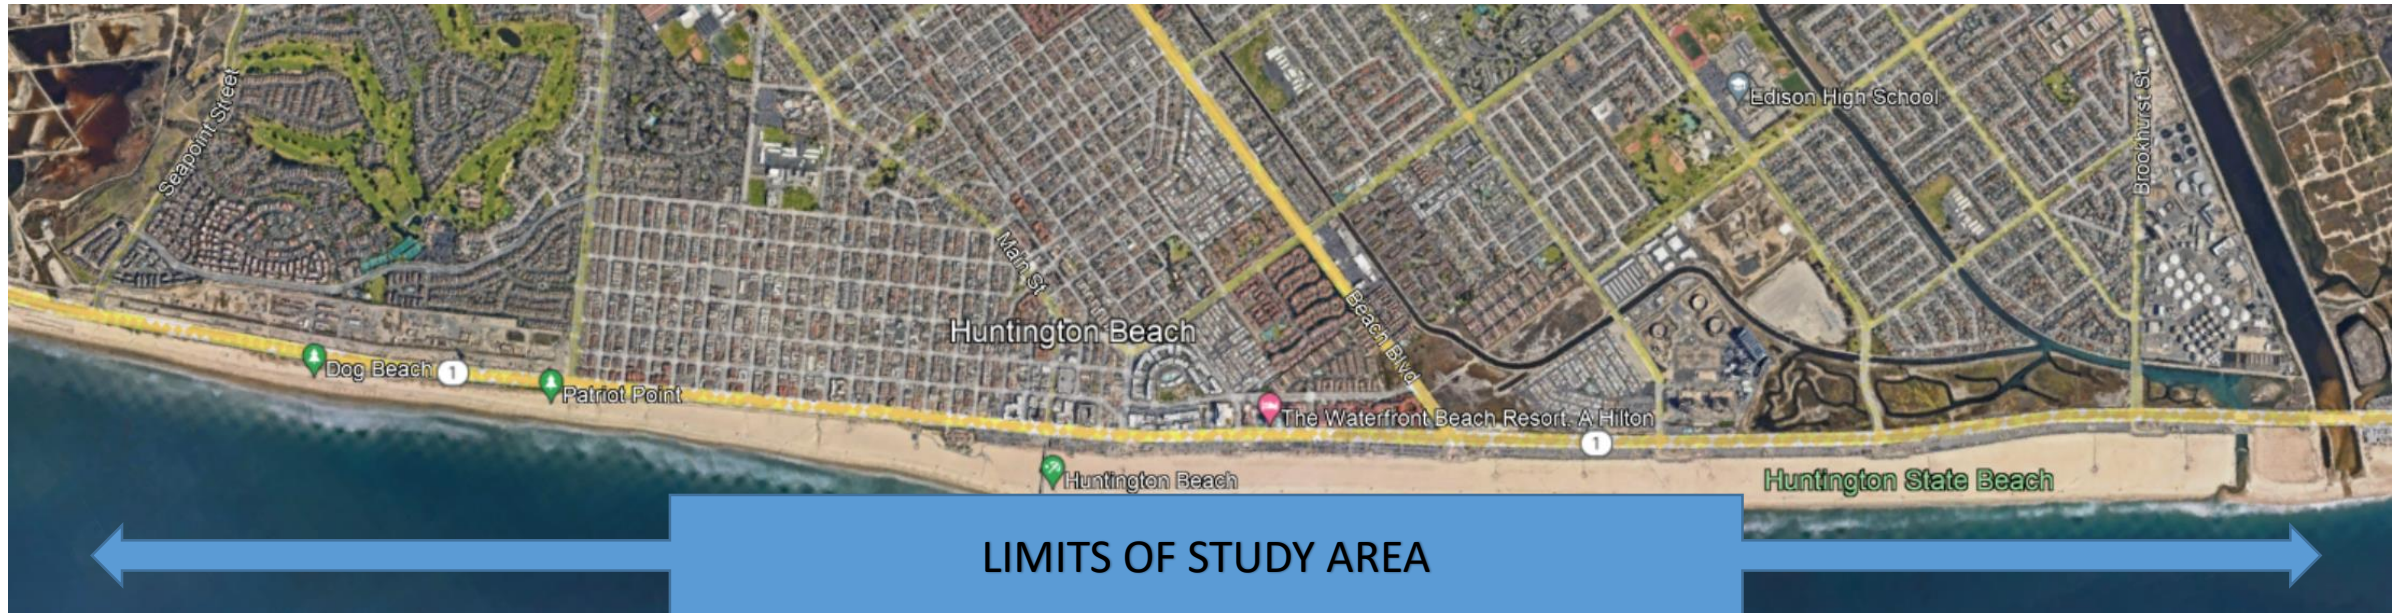 Seapoint Street
Edison High School
Brookhurst St
Main St
Huntington Beach
Beach Blvd
Dog Beach
1
Patriot Point
The Waterfront Beach Resort, A Hilton
1
Huntington Beach
Huntington State Beach
LIMITS OF STUDY AREA